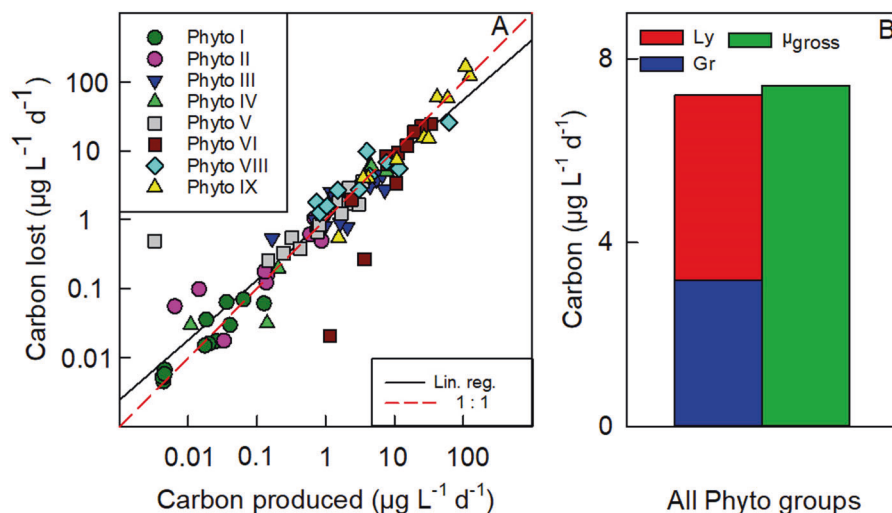 A
Phyto I
Phyto II
Phyto III
Phyto IV
Phyto V
Phyto VI
Phyto VIII
Phyto IX
Carbon lost (µg L⁻¹ d⁻¹)
100
10
1
0.1
0.01
Lin. reg.
1 : 1
0.01 0.1 1 10 100
Carbon produced (µg L⁻¹ d⁻¹)
B
Ly
Gr
µgross
Carbon (µg L⁻¹ d⁻¹)
8
4
0
All Phyto groups